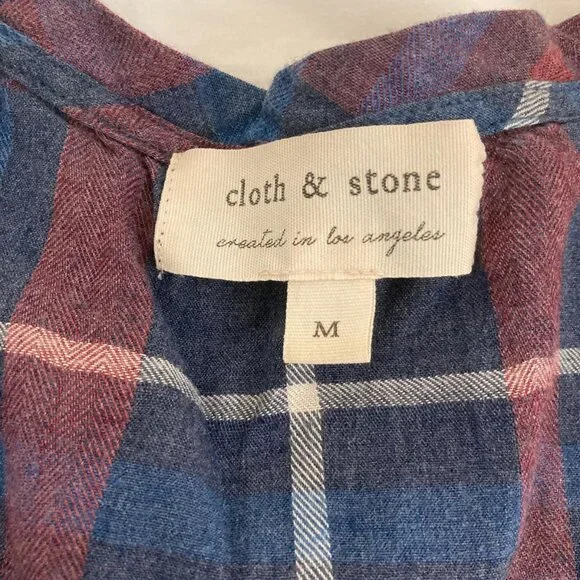 cloth & stone
created in los angeles
M